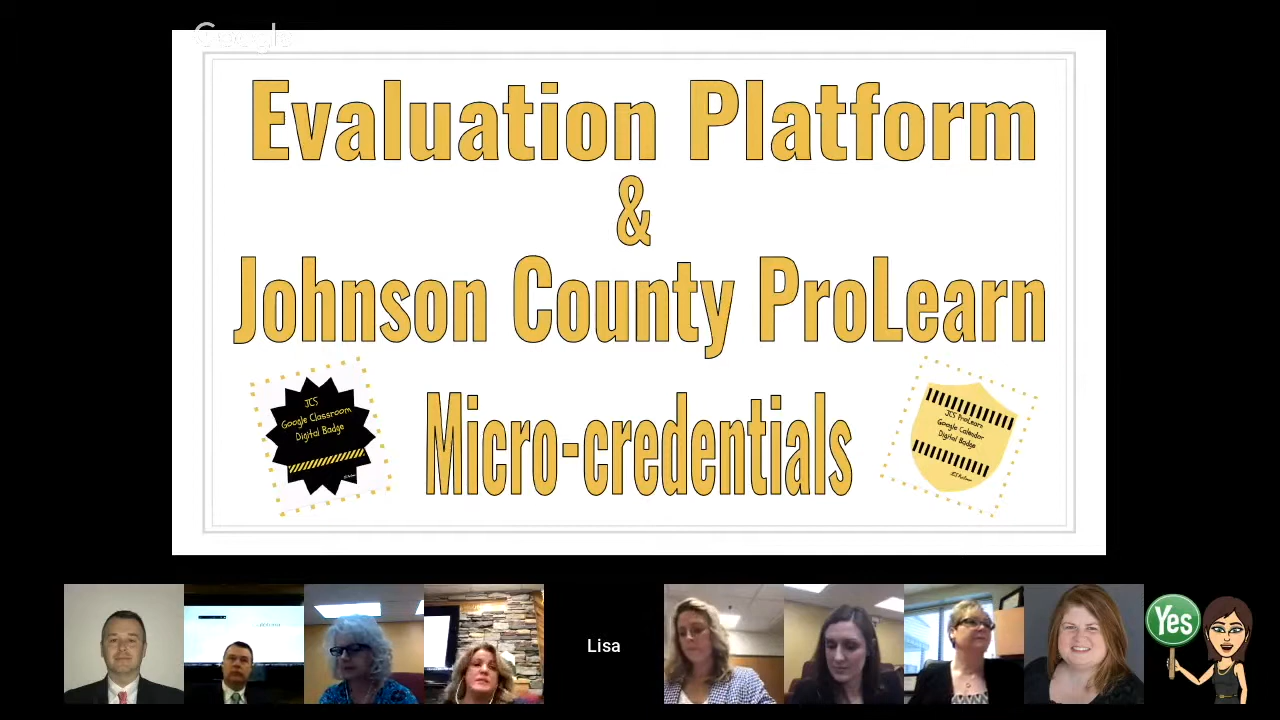 Google
Evaluation Platform
&
Johnson County ProLearn
Micro-credentials
JCS
Google Classroom
Digital Badge
JCS ProLearn
Google Calendar
Digital Badge
Lisa
Yes